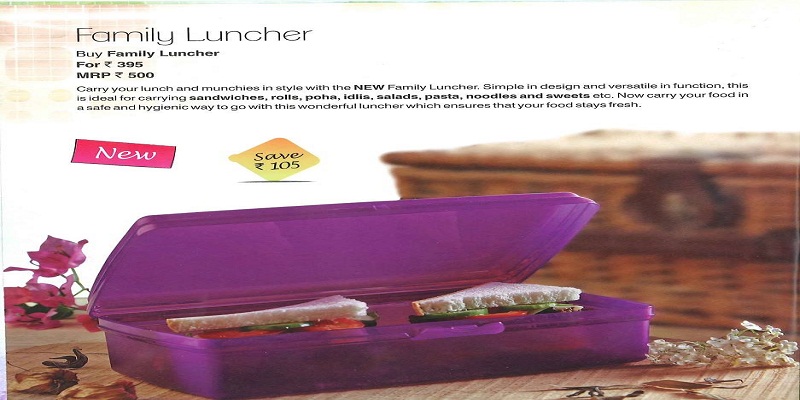 Family Luncher
Buy Family Luncher
For ₹ 395
MRP ₹ 500
Carry your lunch and munchies in style with the NEW Family Luncher. Simple in design and versatile in function, this
is ideal for carrying sandwiches, rolls, poha, idlis, salads, pasta, noodles and sweets etc. Now carry your food in
a safe and hygienic way to go with this wonderful luncher which ensures that your food stays fresh.
New
Save
₹ 105